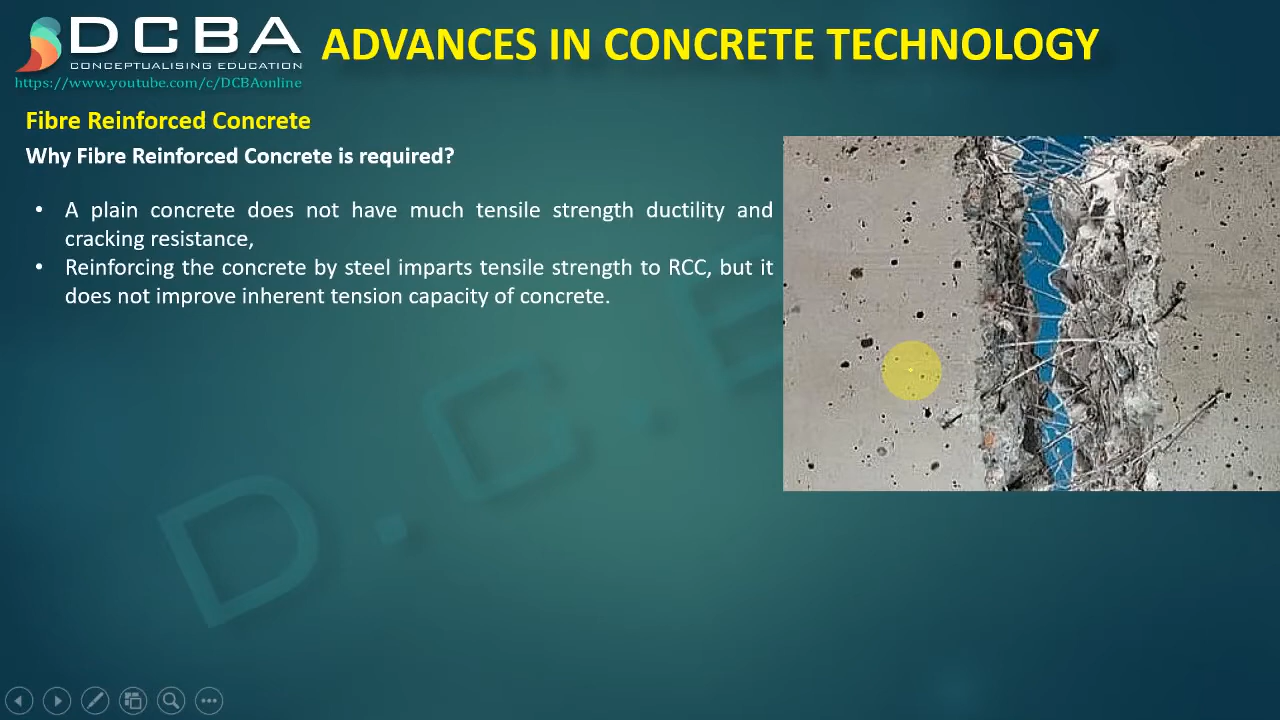 DCBA
CONCEPTUALISING EDUCATION
https://www.youtube.com/c/DCBAonline
ADVANCES IN CONCRETE TECHNOLOGY
Fibre Reinforced Concrete
Why Fibre Reinforced Concrete is required?
• A plain concrete does not have much tensile strength ductility and
cracking resistance,
• Reinforcing the concrete by steel imparts tensile strength to RCC, but it
does not improve inherent tension capacity of concrete.
D.C.B